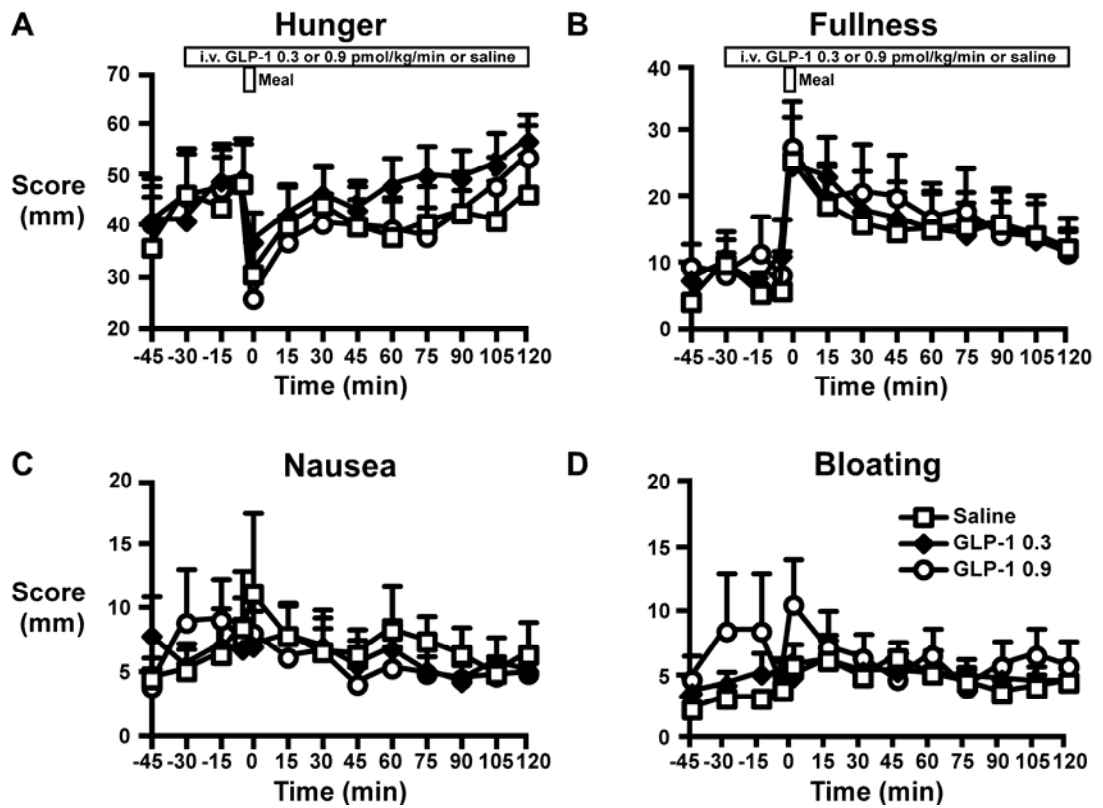 A Hunger
i.v. GLP-1 0.3 or 0.9 pmol/kg/min or saline
Meal
70
60
50
40
30
20
Score
(mm)
-45 -30 -15 0 15 30 45 60 75 90 105 120
Time (min)
B Fullness
i.v. GLP-1 0.3 or 0.9 pmol/kg/min or saline
Meal
40
30
20
10
0
-45 -30 -15 0 15 30 45 60 75 90 105 120
Time (min)
C Nausea
20
15
10
5
0
Score
(mm)
-45 -30 -15 0 15 30 45 60 75 90 105 120
Time (min)
D Bloating
20
15
10
5
0
Saline
GLP-1 0.3
GLP-1 0.9
-45 -30 -15 0 15 30 45 60 75 90 105 120
Time (min)